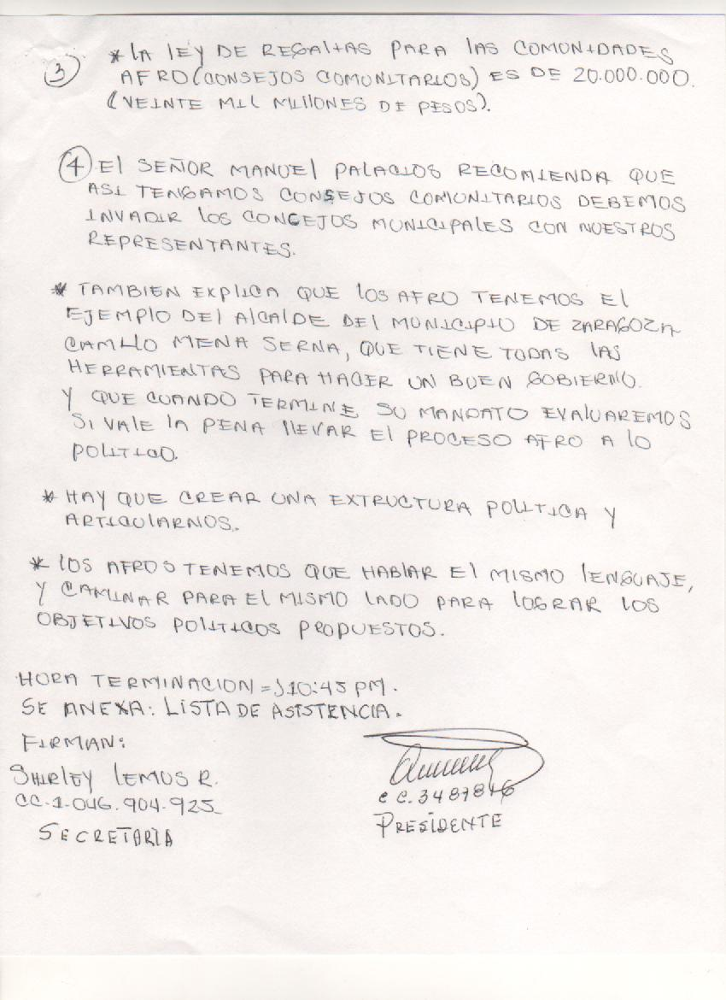 3
* LA LEY DE REGALIAS PARA LAS COMUNIDADES
AFRO (CONSEJOS COMUNITARIOS) ES DE 20.000.000.
(VEINTE MIL MILLONES DE PESOS).
4 El SEÑOR MANUEL PALACIOS RECOMIENDA QUE
ASI TENGAMOS CONSEJOS COMUNITARIOS DEBEMOS
INVADIR LOS CONCEJOS MUNICIPALES CON NUESTROS
REPRESENTANTES.
* TAMBIEN EXPLICA QUE LOS AFRO TENEMOS EL
EJEMPLO DEL ALCALDE DEL MUNICIPIO DE ZARAGOZA
CAMILO MENA SERNA, QUE TIENE TODAS LAS
HERRAMIENTAS PARA HACER UN BUEN GOBIERNO.
Y QUE CUANDO TERMINE SU MANDATO EVALUAREMOS
SI VALE LA PENA LLEVAR EL PROCESO AFRO A LO
POLITICO.
* HAY QUE CREAR UNA EXTRUCTURA POLITICA Y
ARTICULARNOS.
* LOS AFROS TENEMOS QUE HABLAR EL MISMO LENGUAJE,
Y CAMINAR PARA EL MISMO LADO PARA LOGRAR LOS
OBJETIVOS POLITICOS PROPUESTOS.
HORA TERMINACION = 10:45 PM.
SE ANEXA: LISTA DE ASISTENCIA.
FIRMAN:
SHIRLEY LEMOS R.
CC-1-046.904-925
SECRETARIA
C C. 3487846
PRESIDENTE